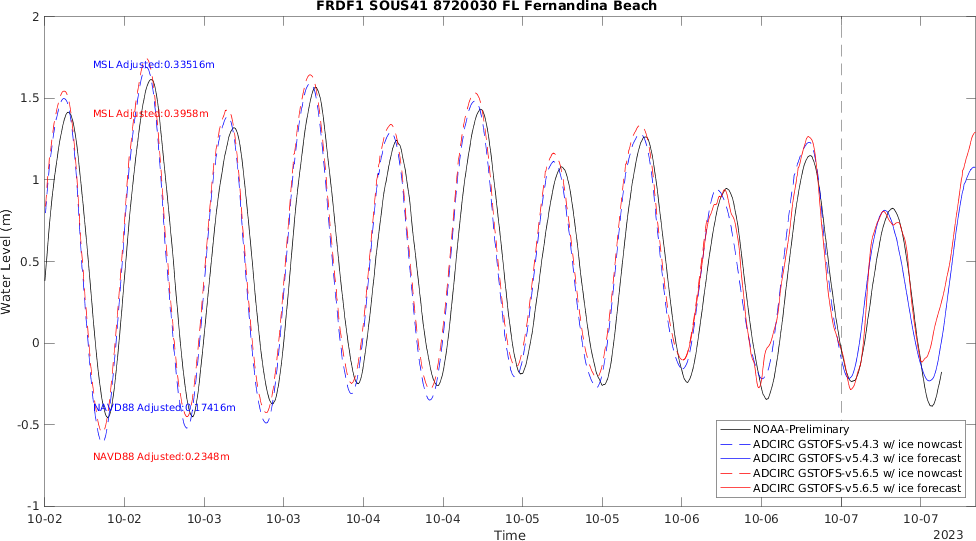 FRDF1 SOUS41 8720030 FL Fernandina Beach
2
1.5
1
0.5
0
-0.5
-1
Water Level (m)
MSL Adjusted:0.33516m
MSL Adjusted:0.3958m
NAVD88 Adjusted:0.17416m
NAVD88 Adjusted:0.2348m
NOAA-Preliminary
ADCIRC GSTOFS-v5.4.3 w/ ice nowcast
ADCIRC GSTOFS-v5.4.3 w/ ice forecast
ADCIRC GSTOFS-v5.6.5 w/ ice nowcast
ADCIRC GSTOFS-v5.6.5 w/ ice forecast
10-02 10-02 10-03 10-03 10-04 10-04 10-05 10-05 10-06 10-06 10-07 10-07
Time
2023